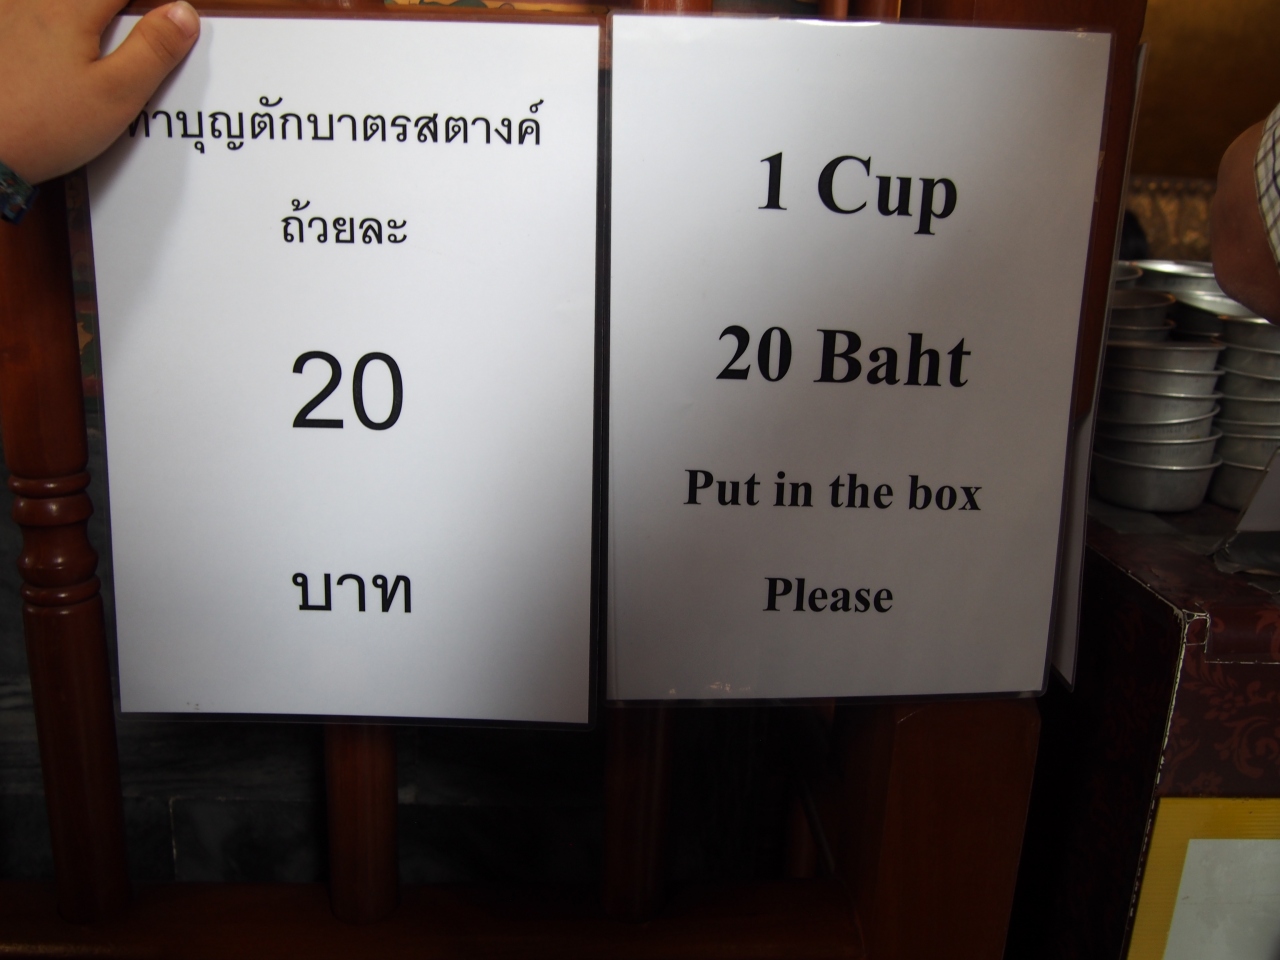 ทำบุญตักบาตรสตางค์
ถ้วยละ
20
บาท
1 Cup
20 Baht
Put in the box
Please